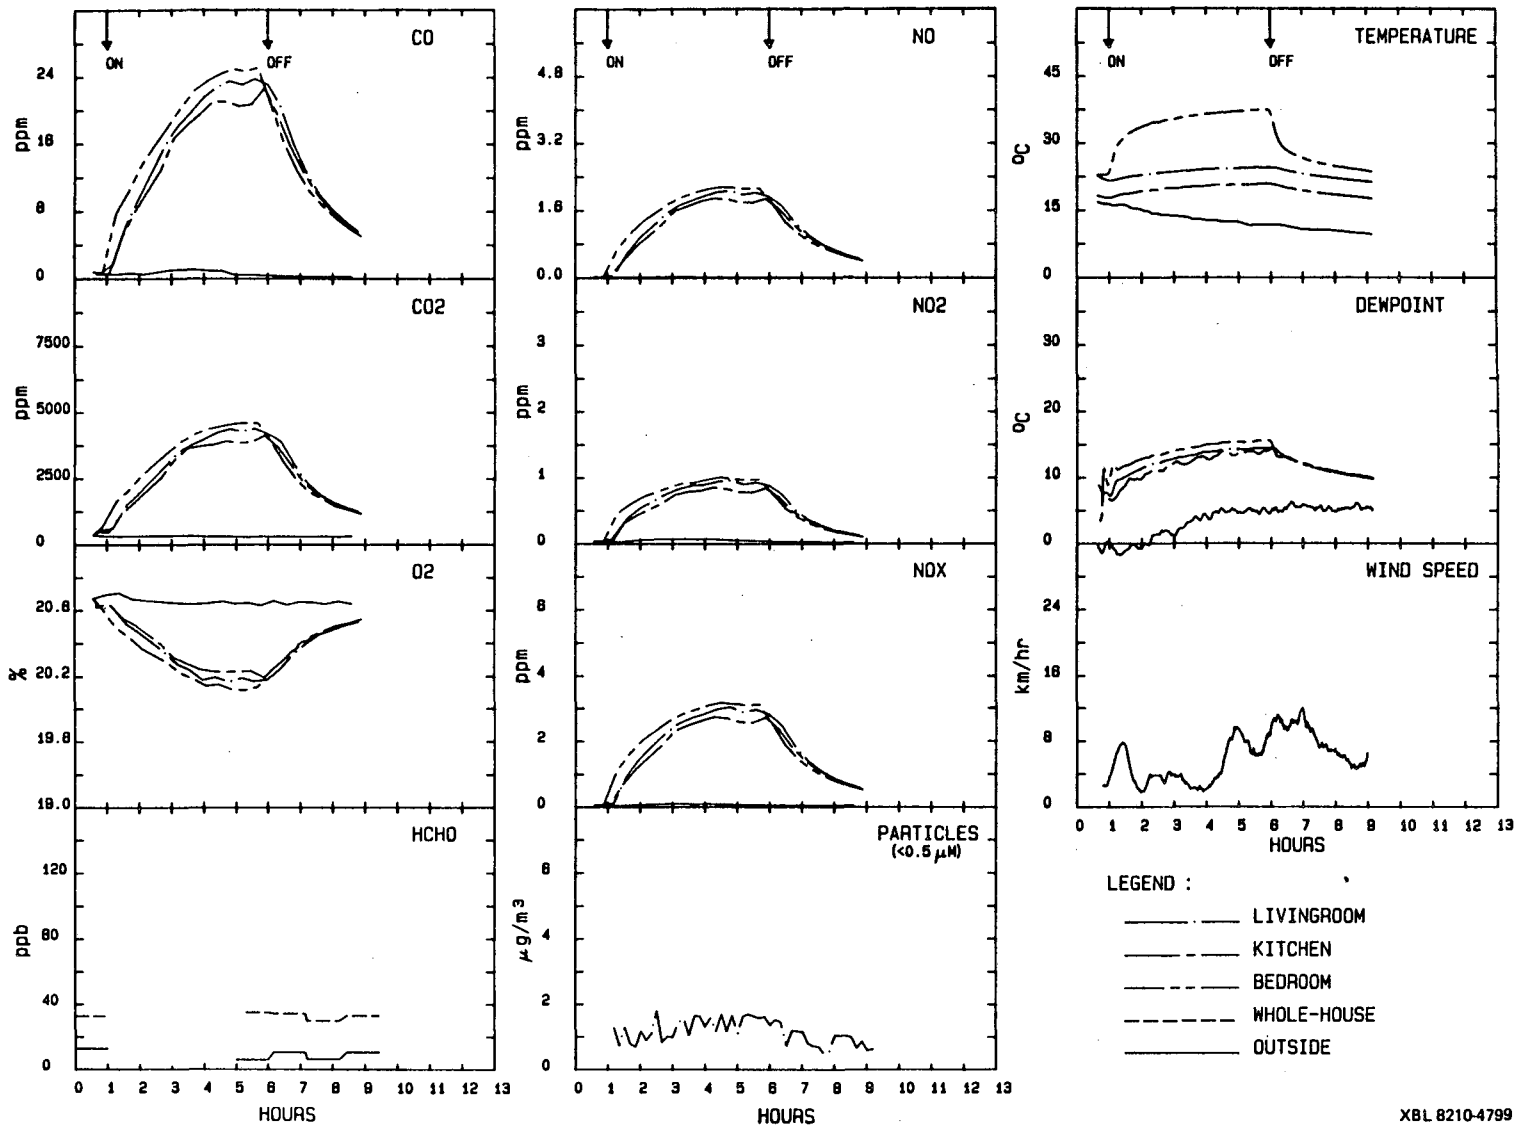 CO
ON
OFF
24
16
8
0
ppm
CO2
7500
5000
2500
0
ppm
O2
20.8
20.2
19.6
19.0
%
HCHO
120
80
40
0
ppb
0 1 2 3 4 5 6 7 8 9 10 11 12 13
HOURS
NO
ON
OFF
4.8
3.2
1.6
0.0
ppm
NO2
3
2
1
0
ppm
NOX
8
4
2
0
ppm
PARTICLES
(<0.5 μM)
6
4
2
0
μg/m³
0 1 2 3 4 5 6 7 8 9 10 11 12 13
HOURS
TEMPERATURE
ON
OFF
45
30
15
0
°C
DEWPOINT
30
20
10
0
°C
WIND SPEED
24
16
8
0
km/hr
0 1 2 3 4 5 6 7 8 9 10 11 12 13
HOURS
LEGEND :
LIVINGROOM
KITCHEN
BEDROOM
WHOLE-HOUSE
OUTSIDE
XBL 8210-4799